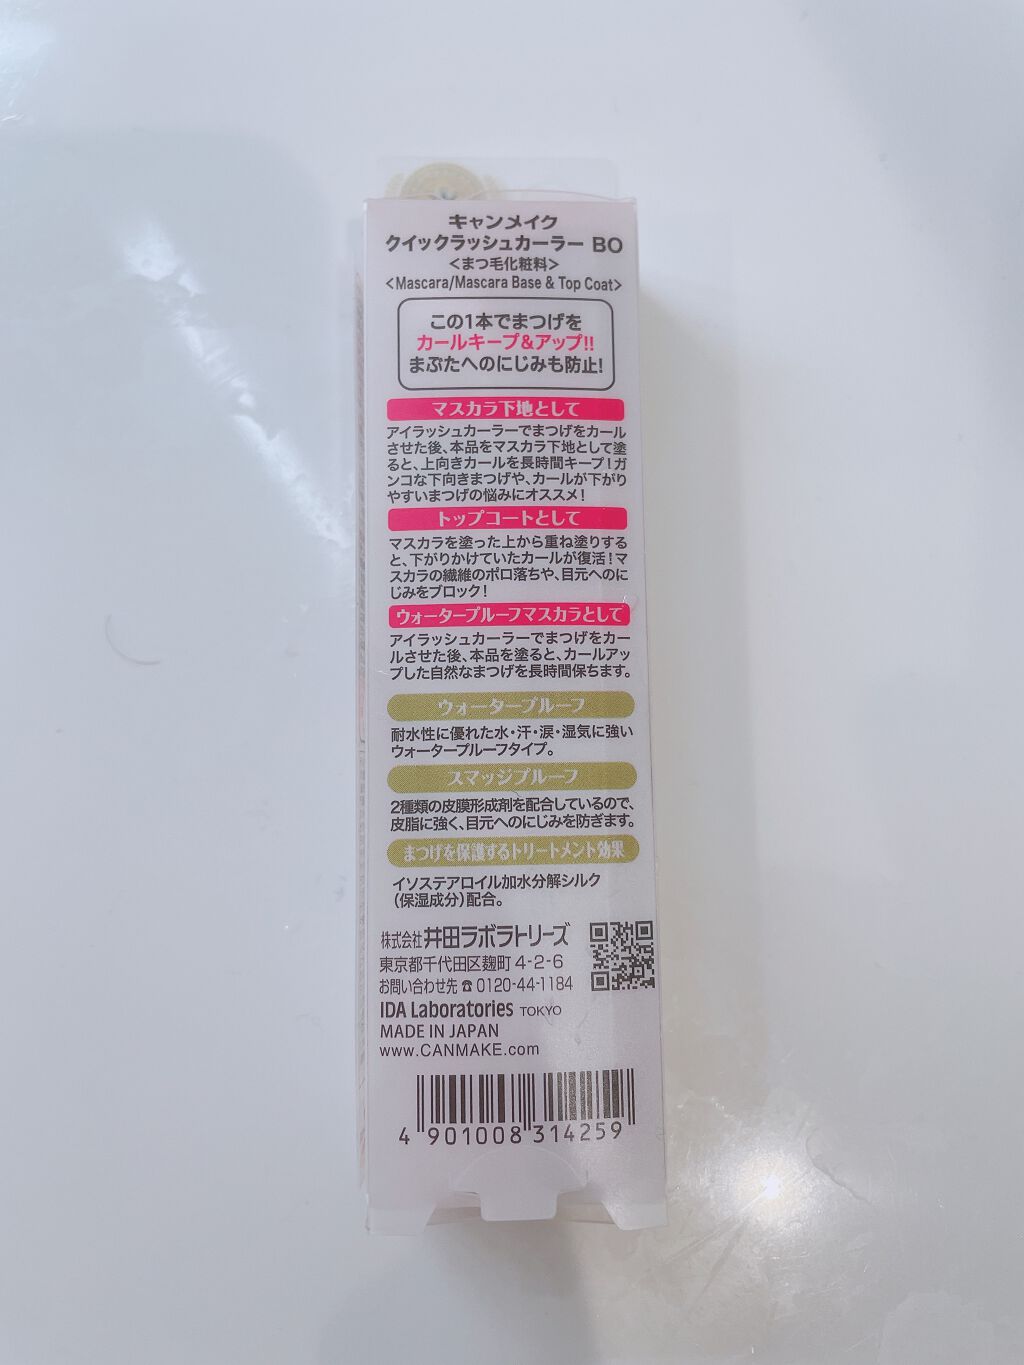 キャンメイク
クイックラッシュカーラー BO
＜まつ毛化粧料＞
<Mascara/Mascara Base & Top Coat>
この1本でまつげを
カールキープ&アップ!!
まぶたへのにじみも防止!
マスカラ下地として
アイラッシュカーラーでまつげをカール
させた後、本品をマスカラ下地として塗
ると、上向きカールを長時間キープ!ガ
ンコな下向きまつげや、カールが下がり
やすいまつげの悩みにオススメ!
トップコートとして
マスカラを塗った上から重ね塗りする
と、下がりかけていたカールが復活!マ
スカラの繊維のポロ落ちや、目元へのに
じみをブロック!
ウォータープルーフマスカラとして
アイラッシュカーラーでまつげをカー
ルさせた後、本品を塗ると、カールアッ
プした自然なまつげを長時間保ちます。
ウォータープルーフ
耐水性に優れた水・汗・涙・湿気に強い
ウォータープルーフタイプ。
スマッジプルーフ
2種類の皮膜形成剤を配合しているので、
皮脂に強く、目元へのにじみを防ぎます。
まつげを保護するトリートメント効果
イソステアロイル加水分解シルク
(保湿成分)配合。
株式会社 井田ラボラトリーズ
東京都千代田区麹町 4-2-6
お問い合わせ先 ☎ 0120-44-1184
IDA Laboratories TOKYO
MADE IN JAPAN
www.CANMAKE.com
4 901008 314259